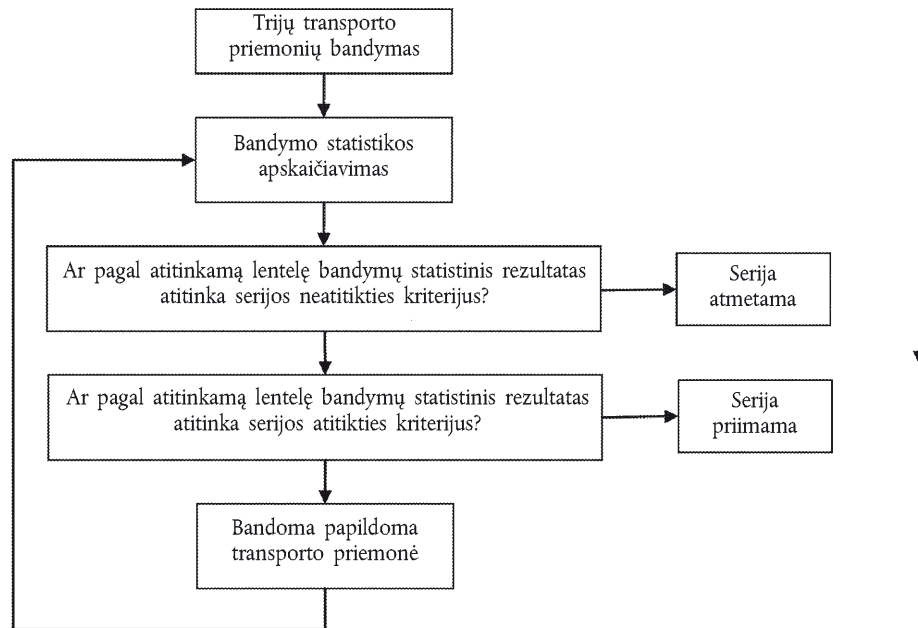 Trijų transporto
priemonių bandymas
Bandymo statistikos
apskaičiavimas
Ar pagal atitinkamą lentelę bandymų statistinis rezultatas
atitinka serijos neatitikties kriterijus?
Serija
atmetama
Ar pagal atitinkamą lentelę bandymų statistinis rezultatas
atitinka serijos atitikties kriterijus?
Serija
priimama
Bandoma papildoma
transporto priemonė